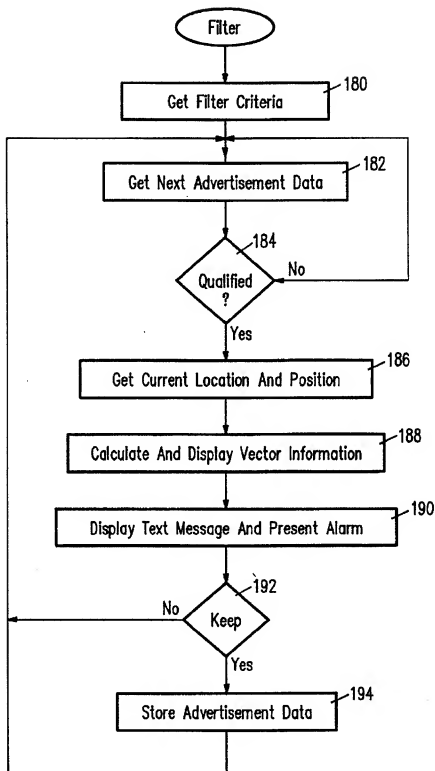 Filter
180
Get Filter Criteria
182
Get Next Advertisement Data
184
Qualified
?
No
Yes
186
Get Current Location And Position
188
Calculate And Display Vector Information
190
Display Text Message And Present Alarm
192
Keep
No
Yes
194
Store Advertisement Data